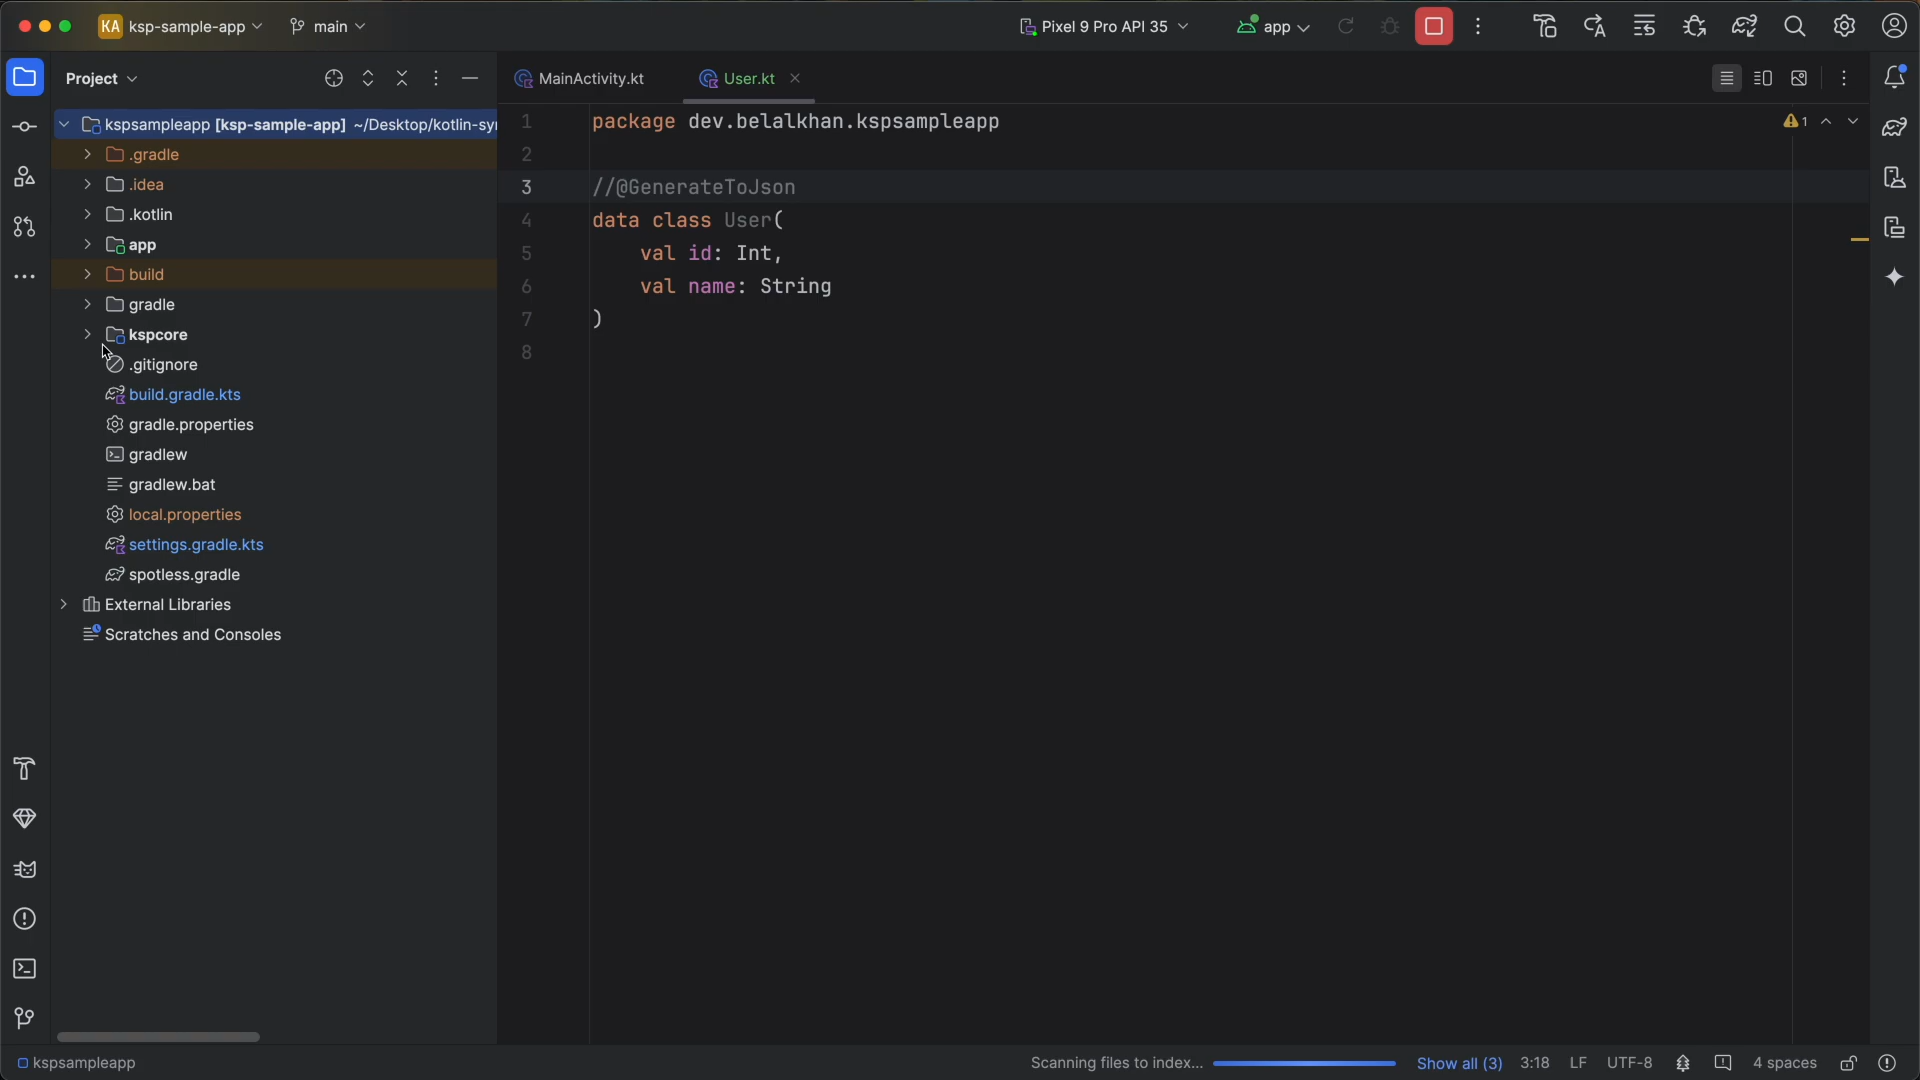 KA ksp-sample-app main Pixel 9 Pro API 35 app
Project
MainActivity.kt User.kt
kspsampleapp [ksp-sample-app] ~/Desktop/kotlin-syn
.gradle
.idea
.kotlin
app
build
gradle
kspcore
.gitignore
build.gradle.kts
gradle.properties
gradlew
gradlew.bat
local.properties
settings.gradle.kts
spotless.gradle
External Libraries
Scratches and Consoles
1 package dev.belalkhan.kspsampleapp 1
2
3 //@GenerateToJson
4 data class User(
5 val id: Int,
6 val name: String
7 )
8
kspsampleapp Scanning files to index... Show all (3) 3:18 LF UTF-8 4 spaces